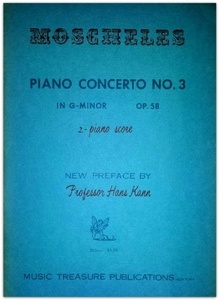 MOSCHELES
PIANO CONCERTO NO. 3
IN G-MINOR OP. 58
2-piano score
NEW PREFACE BY
Professor Hans Kann
MUSIC TREASURE PUBLICATIONS